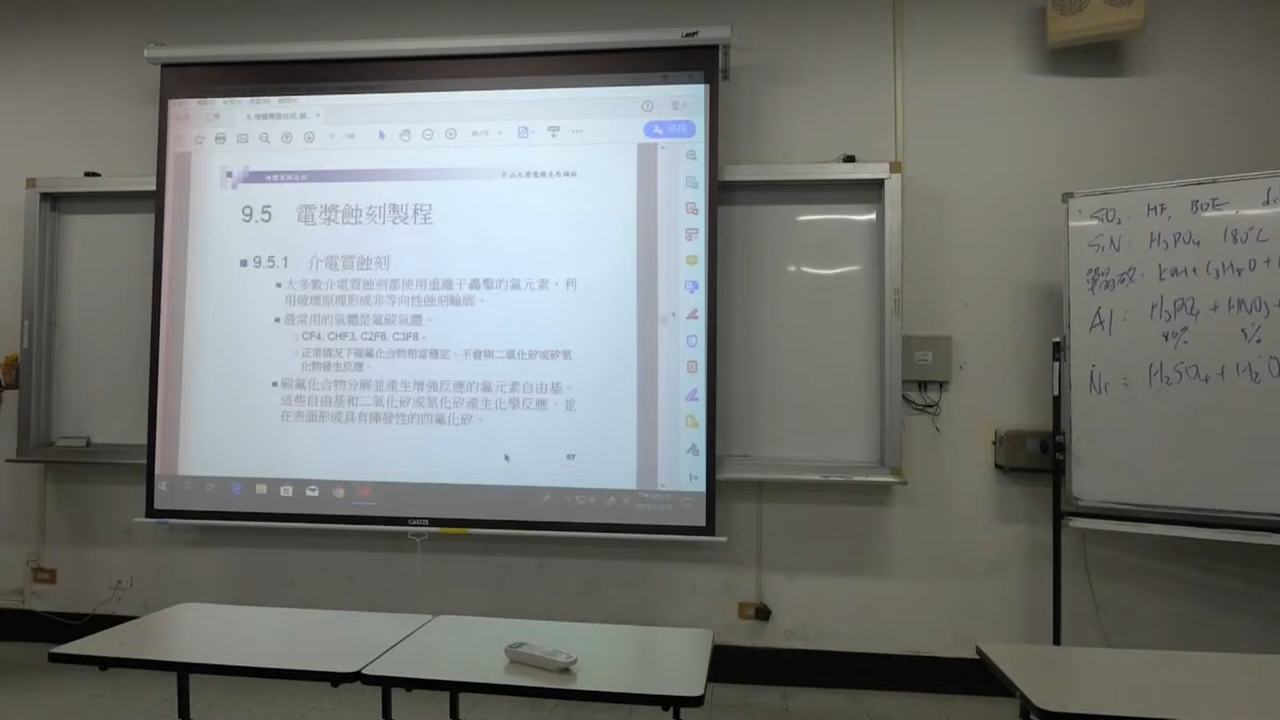 9.5 電漿蝕刻製程
9.5.1 介電質蝕刻
大多數介電質蝕刻都使用重離子轟擊的氟元素，利
用破壞原理形成非等向性蝕刻輪廓。
最常用的氣體是氟碳氣體。
CF4, CHF3, C2F6, C3F8。
正常情況下碳氟化合物相當穩定，不會與二氧化矽或矽氮
化物發生反應。
碳氟化合物分解並產生增強反應的氟元素自由基。
這些自由基和二氧化矽或氮化矽產生化學反應，並
在表面形成具有揮發性的四氟化矽。
57
SiO2: HF, BOE,
SiN: H3PO4 180°C
KOH + C3H8O +
Al: H3PO4 + HNO3 +
80% 5%
H2SO4 + H2O